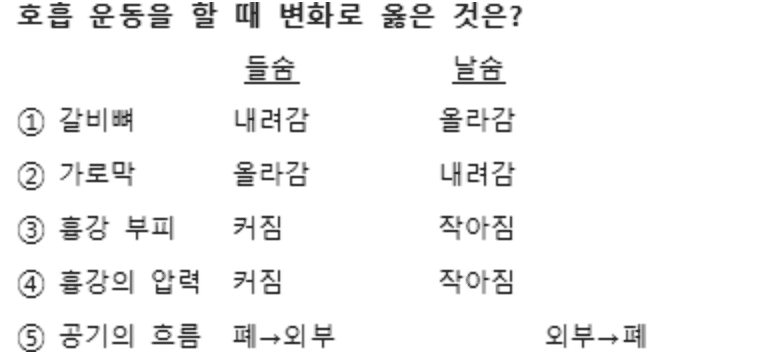 호흡 운동을 할 때 변화로 옳은 것은?
들숨 날숨
① 갈비뼈 내려감 올라감
② 가로막 올라감 내려감
③ 흉강 부피 커짐 작아짐
④ 흉강의 압력 커짐 작아짐
⑤ 공기의 흐름 폐→외부 외부→폐